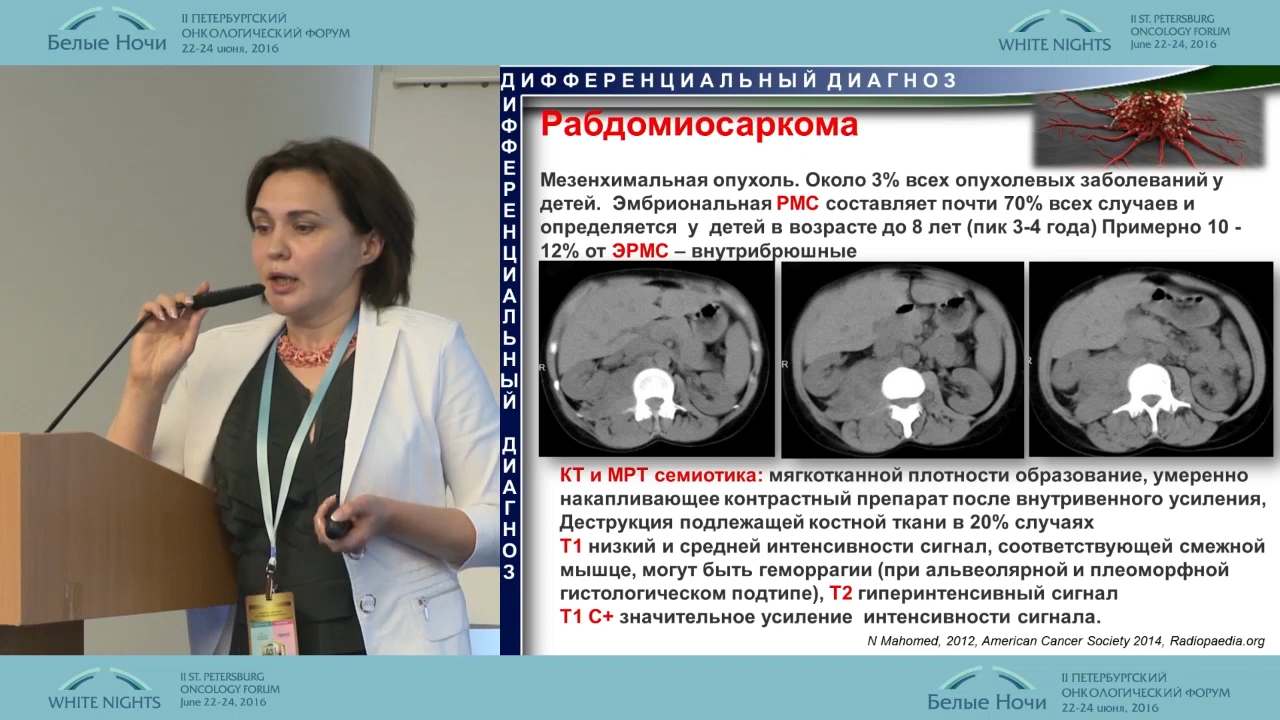 Белые Ночи
II ПЕТЕРБУРГСКИЙ
ОНКОЛОГИЧЕСКИЙ ФОРУМ
22-24 июня, 2016
WHITE NIGHTS
II ST. PETERSBURG
ONCOLOGY FORUM
June 22-24, 2016
ДИФФЕРЕНЦИАЛЬНЫЙ ДИАГНОЗ
ДИФФЕРЕНЦИАЛЬНЫЙ ДИАГНОЗ
Рабдомиосаркома
Мезенхимальная опухоль. Около 3% всех опухолевых заболеваний у
детей. Эмбриональная РМС составляет почти 70% всех случаев и
определяется у детей в возрасте до 8 лет (пик 3-4 года) Примерно 10 -
12% от ЭРМС – внутрибрюшные
R
R
R
КТ и МРТ семиотика: мягкотканной плотности образование, умеренно
накапливающее контрастный препарат после внутривенного усиления,
Деструкция подлежащей костной ткани в 20% случаях
Т1 низкий и средней интенсивности сигнал, соответствующей смежной
мышце, могут быть геморрагии (при альвеолярной и плеоморфной
гистологическом подтипе), Т2 гиперинтенсивный сигнал
Т1 С+ значительное усиление интенсивности сигнала.
N Mahomed, 2012, American Cancer Society 2014, Radiopaedia.org
WHITE NIGHTS
II ST. PETERSBURG
ONCOLOGY FORUM
June 22-24, 2016
Белые Ночи
II ПЕТЕРБУРГСКИЙ
ОНКОЛОГИЧЕСКИЙ ФОРУМ
22-24 июня, 2016